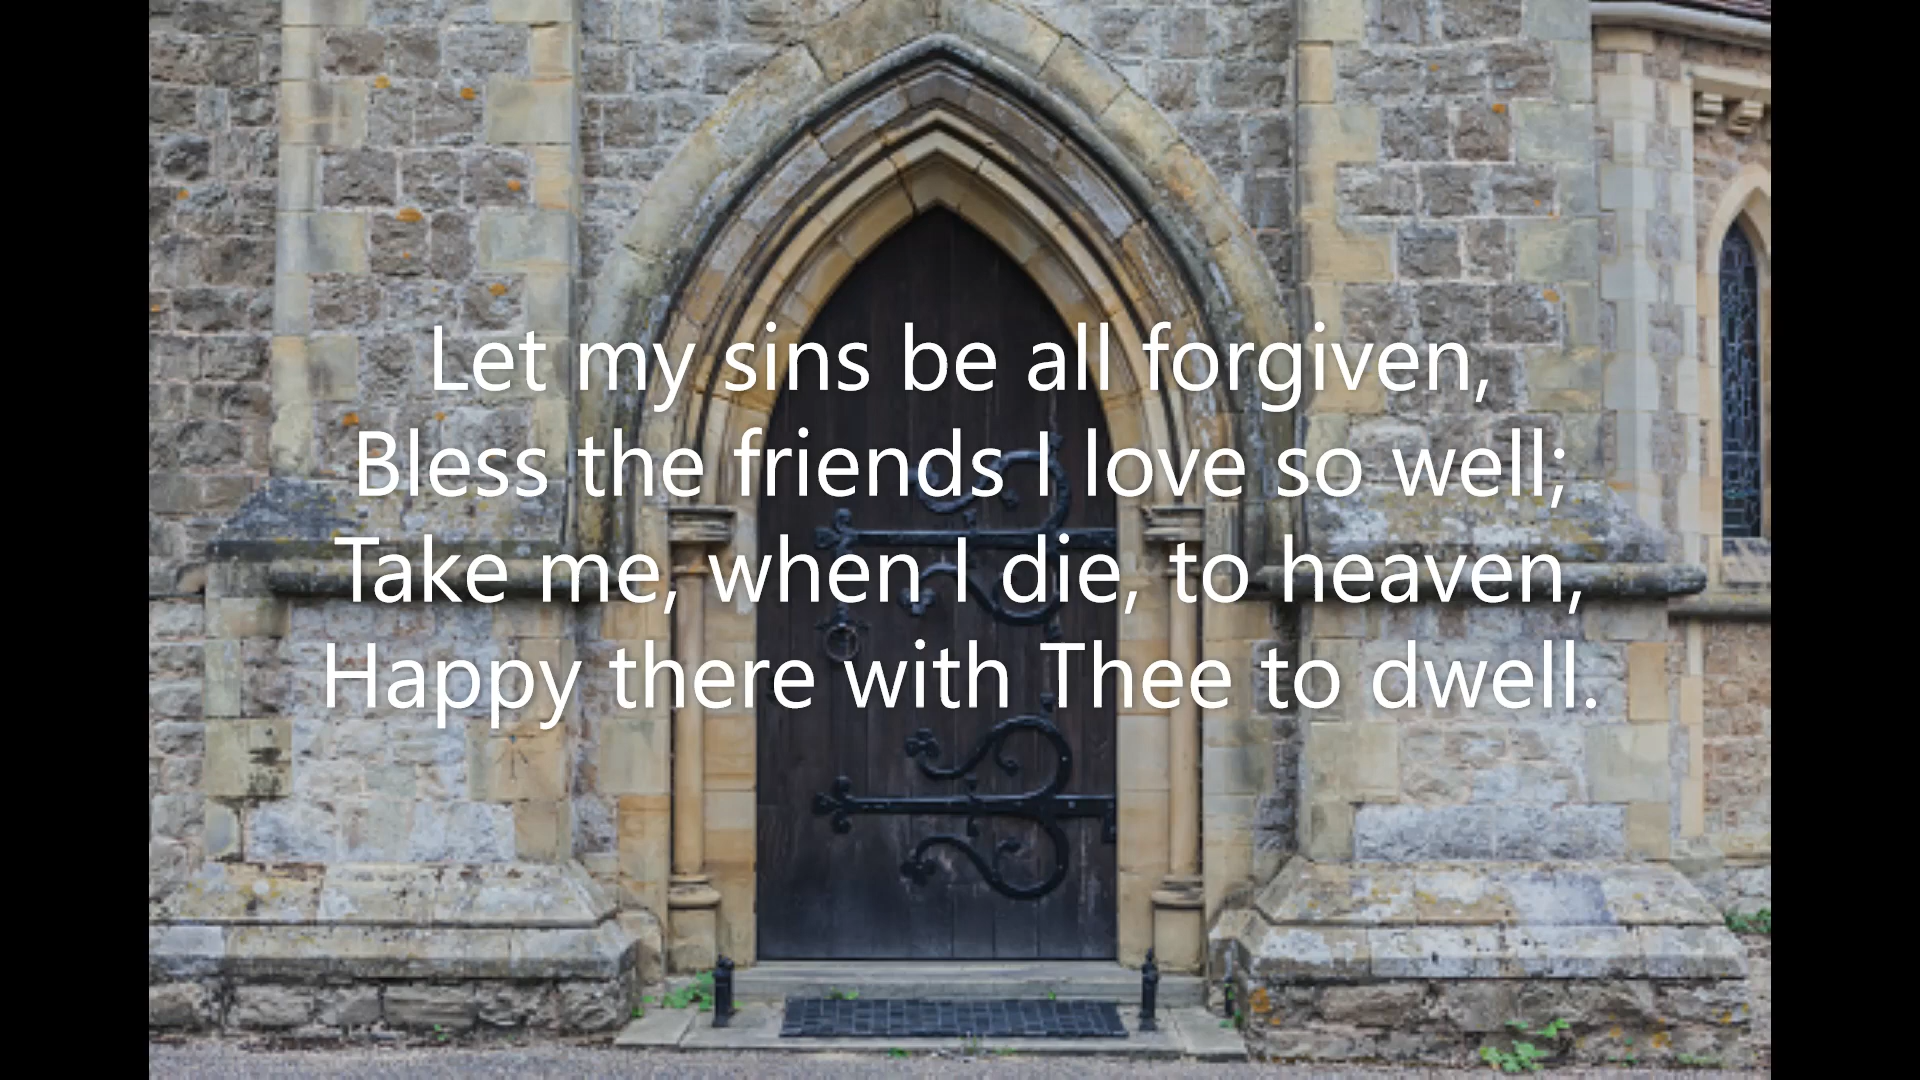 Let my sins be all forgiven,
Bless the friends I love so well;
Take me, when I die, to heaven,
Happy there with Thee to dwell.